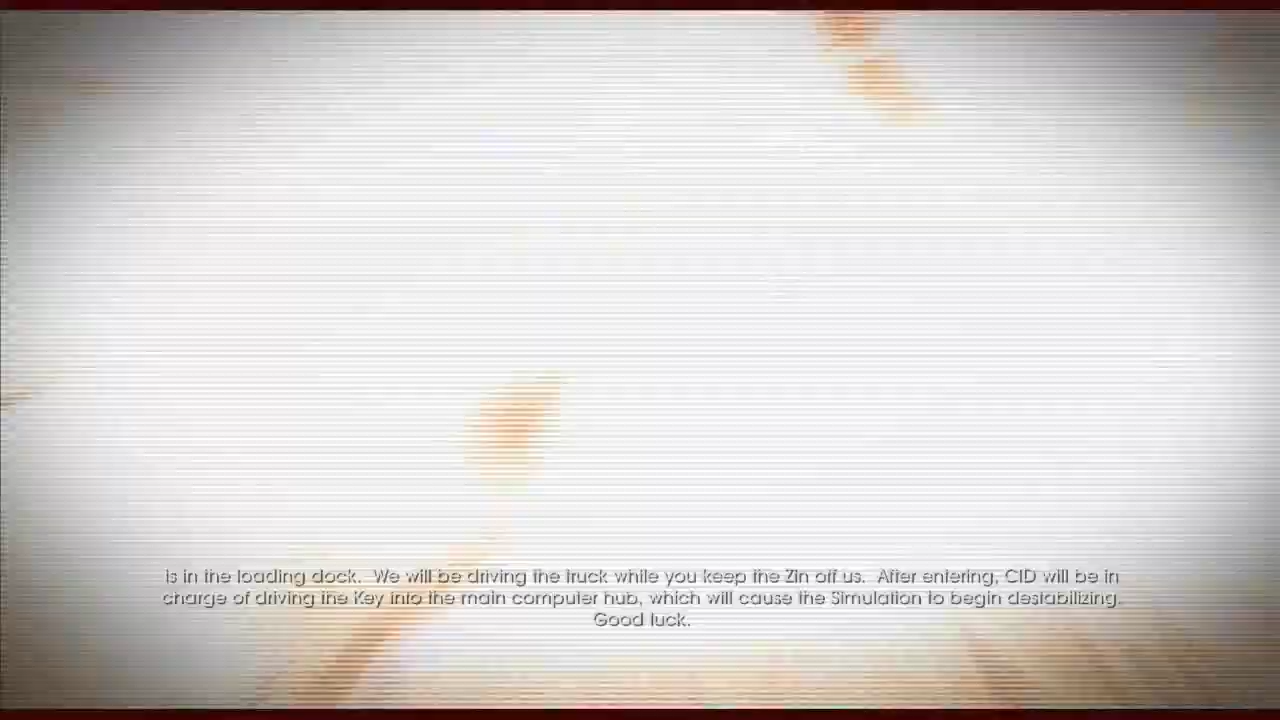 is in the loading dock.  We will be driving the truck while you keep the Zin off us.  After entering, CID will be in
charge of driving the Key into the main computer hub, which will cause the Simulation to begin destabilizing.
Good luck.